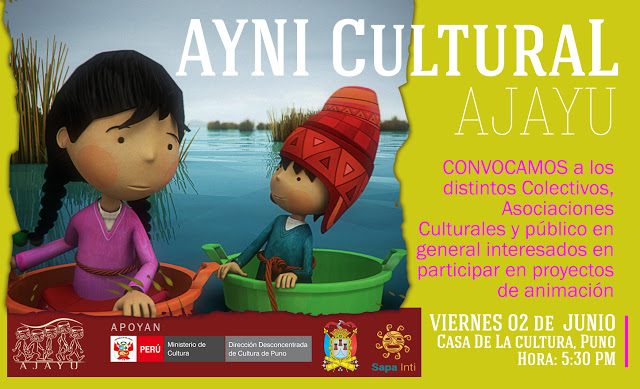 AYNI CULTURAL
AJAYU
CONVOCAMOS a los
distintos Colectivos,
Asociaciones
Culturales y público en
general interesados en
participar en proyectos
de animación
VIERNES 02 DE JUNIO
CASA DE LA CULTURA, PUNO
HORA: 5:30 PM
AJAYU
APOYAN
PERÚ
Ministerio de
Cultura
Dirección Desconcentrada
de Cultura de Puno
Sapa Inti